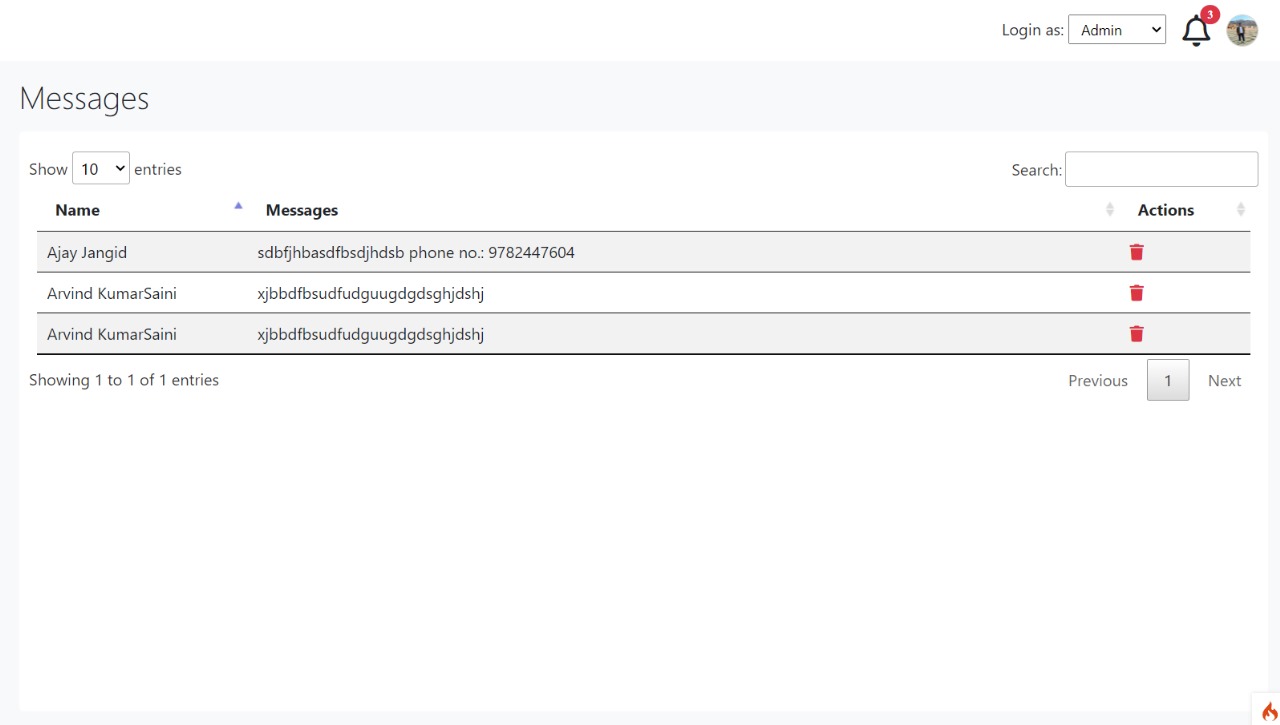 Login as: Admin 3
Messages
Show 10 entries Search:
Name Messages Actions
Ajay Jangid sdbfjhbasdfbsdjhdsb phone no.: 9782447604
Arvind KumarSaini xjbbdfbsudfudguugdgdsghjdshj
Arvind KumarSaini xjbbdfbsudfudguugdgdsghjdshj
Showing 1 to 1 of 1 entries Previous 1 Next